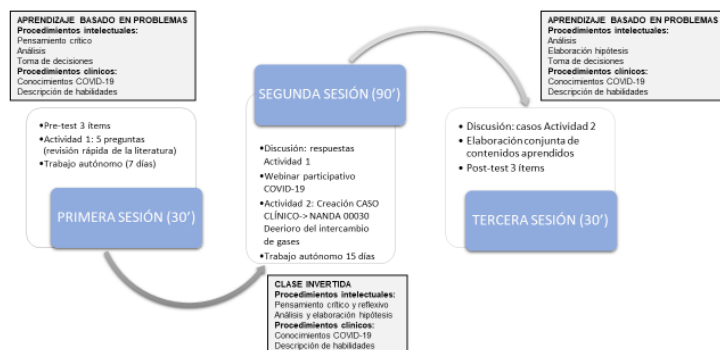 APRENDIZAJE BASADO EN PROBLEMAS
Procedimientos intelectuales:
Pensamiento crítico
Análisis
Toma de decisiones
Procedimientos clínicos:
Conocimientos COVID-19
Descripción de habilidades
•Pre-test 3 ítems
•Actividad 1: 5 preguntas
(revisión rápida de la literatura)
•Trabajo autónomo (7 días)
PRIMERA SESIÓN (30’)
SEGUNDA SESIÓN (90’)
•Discusión: respuestas
Actividad 1
•Webinar participativo
COVID-19
•Actividad 2: Creación CASO
CLÍNICO-> NANDA 00030
Deerioro del intercambio
de gases
•Trabajo autónomo 15 días
CLASE INVERTIDA
Procedimientos intelectuales:
Pensamiento crítico y reflexivo
Análisis y elaboración hipótesis
Procedimientos clínicos:
Conocimientos COVID-19
Descripción de habilidades
APRENDIZAJE BASADO EN PROBLEMAS
Procedimientos intelectuales:
Análisis
Elaboración hipótesis
Toma de decisiones
Procedimientos clínicos:
Conocimientos COVID-19
Descripción de habilidades
• Discusión: casos Actividad 2
• Elaboración conjunta de
contenidos aprendidos
• Post-test 3 ítems
TERCERA SESIÓN (30’)